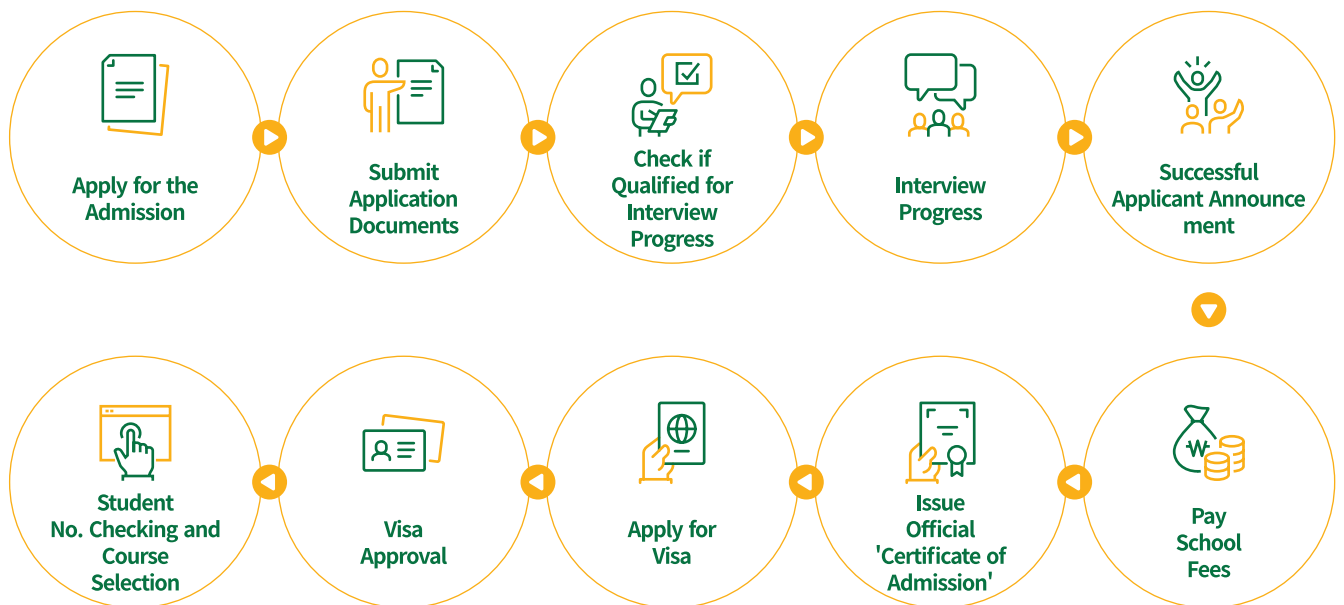 Apply for the
Admission
Submit
Application
Documents
Check if
Qualified for
Interview
Progress
Interview
Progress
Successful
Applicant Announce
ment
Pay
School
Fees
₩
Issue
Official
'Certificate of
Admission'
Apply for
Visa
Visa
Approval
Student
No. Checking and
Course
Selection